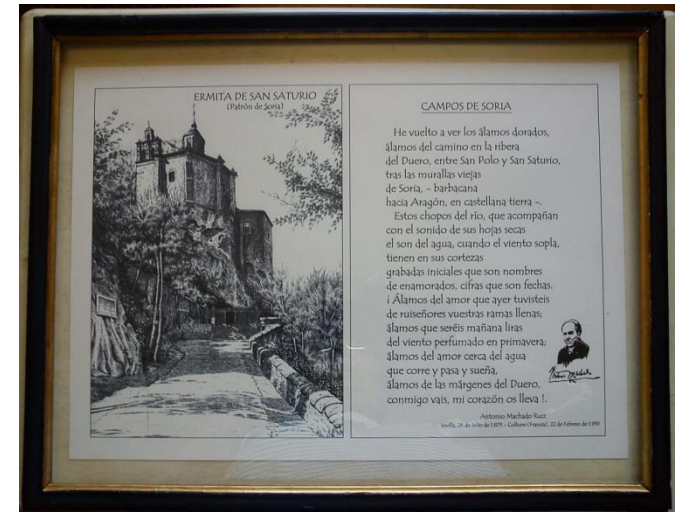 ERMITA DE SAN SATURIO
(Patrón de Soria)
CAMPOS DE SORIA
He vuelto a ver los álamos dorados,
álamos del camino en la ribera
del Duero, entre San Polo y San Saturio,
tras las murallas viejas
de Soria, - barbacana
hacia Aragón, en castellana tierra -.
Estos chopos del río, que acompañan
con el sonido de sus hojas secas
el son del agua, cuando el viento sopla,
tienen en sus cortezas
grabadas iniciales que son nombres
de enamorados, cifras que son fechas.
¡ Álamos del amor que ayer tuvisteis
de ruiseñores vuestras ramas llenas;
álamos que seréis mañana liras
del viento perfumado en primavera;
álamos del amor cerca del agua
que corre y pasa y sueña,
álamos de las márgenes del Duero,
conmigo vais, mi corazón os lleva !.
Antonio Machado
Antonio Machado Ruiz
Sevilla, 26 de Julio de 1.875 - Collioure (Francia), 22 de Febrero de 1.939